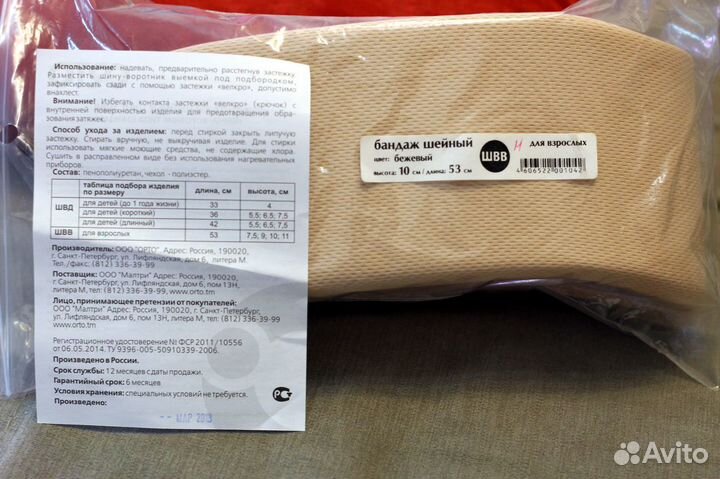 Использование: надевать, предварительно расстегнув застежку.
Разместить шину-воротник выемкой под подбородком,
зафиксировать сзади с помощью застежки «велкро», допустимо
внахлест.
Внимание! Избегать контакта застежки «велкро» (крючок) с
внутренней поверхностью изделия для предотвращения обра-
зования затяжек.
Способ ухода за изделием: перед стиркой закрыть липучую
застежку. Стирать вручную, не выкручивая изделие. Для стирки
использовать мягкие моющие средства, не содержащие хлора.
Сушить в расправленном виде без использования нагревательных
приборов.
Состав: пенополиуретан, чехол - полиэстер.
таблица подбора изделия по размеру длина, см высота, см
ШВД для детей (до 1 года жизни) 33 4
для детей (короткий) 36 5,5; 6,5; 7,5
для детей (длинный) 42 5,5; 6,5; 7,5
ШВВ для взрослых 53 7,5; 9; 10; 11
Производитель: ООО "ОРТО". Адрес: Россия, 190020,
г. Санкт-Петербург, ул. Лифляндская, дом 6, литера М.
Тел./факс: (812) 336-39-99
Поставщик: ООО "Малтри" Адрес: Россия, 190020,
г. Санкт-Петербург, ул. Лифляндская, дом 6, пом 13Н,
литера М, тел: (812) 336-39-99 www.orto.tm
Лицо, принимающее претензии от покупателей:
ООО "Малтри" Адрес: Россия, 190020, г. Санкт-Петербург,
ул. Лифляндская, дом 6, пом 13Н, литера М, тел: (812) 336-39-99
www.orto.tm
Регистрационное удостоверение № ФСР 2011/10556
от 06.05.2014. ТУ 9396-005-50910339-2006.
Произведено в России.
Срок службы: 12 месяцев с даты продажи.
Гарантийный срок: 6 месяцев
Условия хранения: специальных условий не требуется.
Произведено:
МАР 2018
бандаж шейный
цвет: бежевый
высота: 10 см / длина: 53 см
ШВВ
н для взрослых
4606522001042
Avito